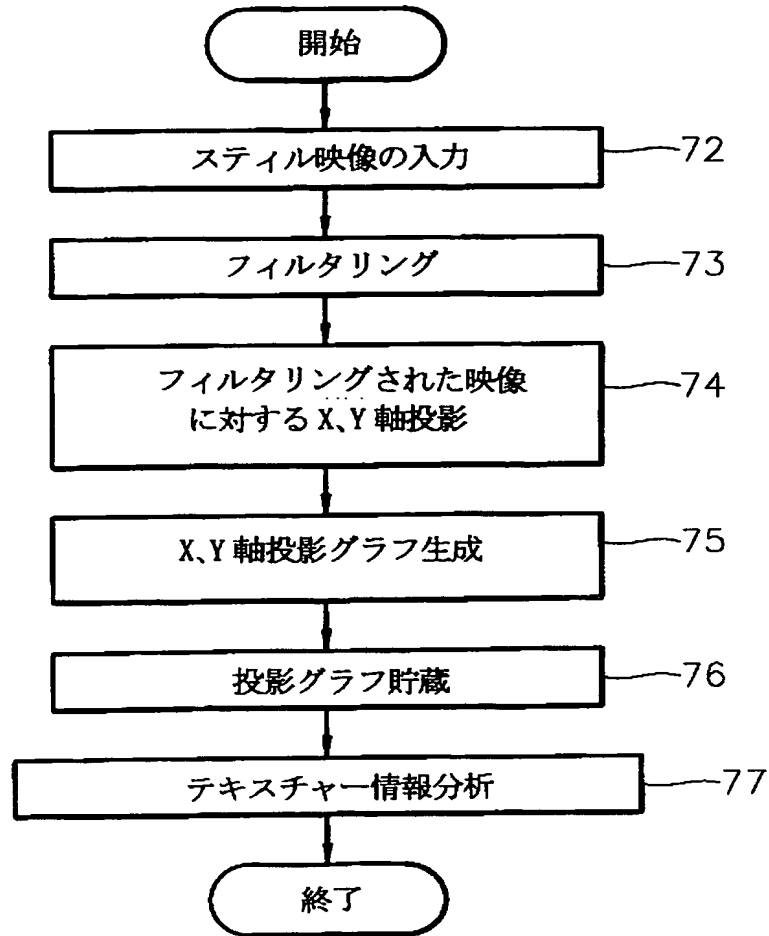 開始
スティル映像の入力
72
フィルタリング
73
フィルタリングされた映像
に対するX、Y軸投影
74
X、Y軸投影グラフ生成
75
投影グラフ貯蔵
76
テキスチャー情報分析
77
終了